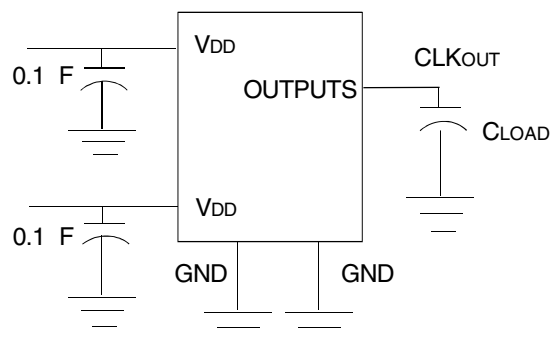 VDD
CLKOUT
0.1 F
OUTPUTS
CLOAD
VDD
0.1 F
GND
GND